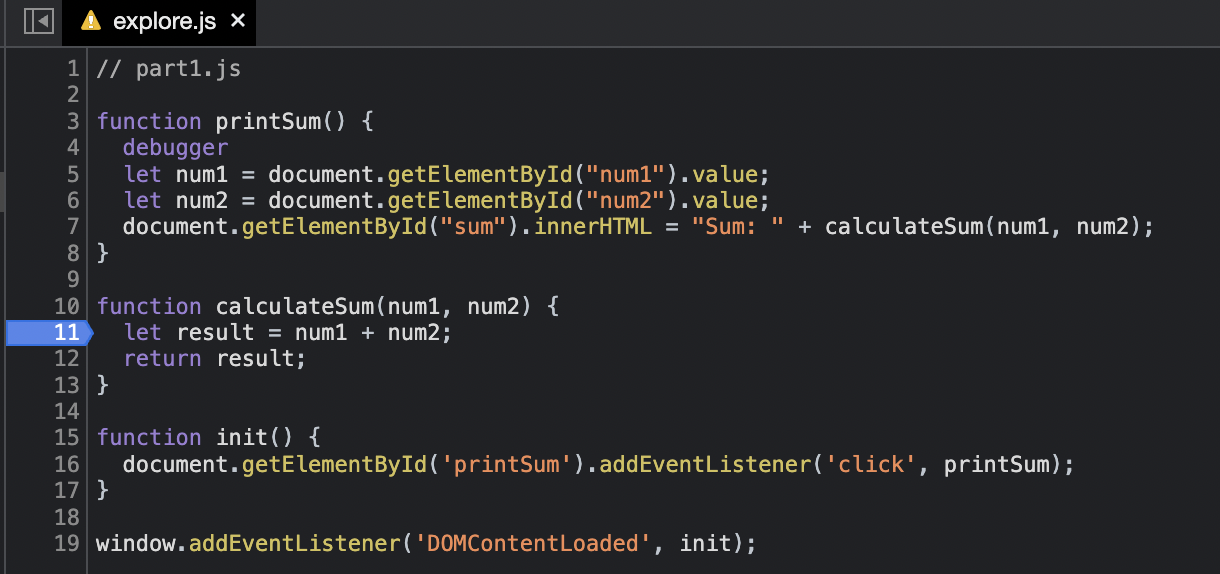 explore.js ×
1 // part1.js
2
3 function printSum() {
4   debugger
5   let num1 = document.getElementById("num1").value;
6   let num2 = document.getElementById("num2").value;
7   document.getElementById("sum").innerHTML = "Sum: " + calculateSum(num1, num2);
8 }
9
10 function calculateSum(num1, num2) {
11   let result = num1 + num2;
12   return result;
13 }
14
15 function init() {
16   document.getElementById('printSum').addEventListener('click', printSum);
17 }
18
19 window.addEventListener('DOMContentLoaded', init);